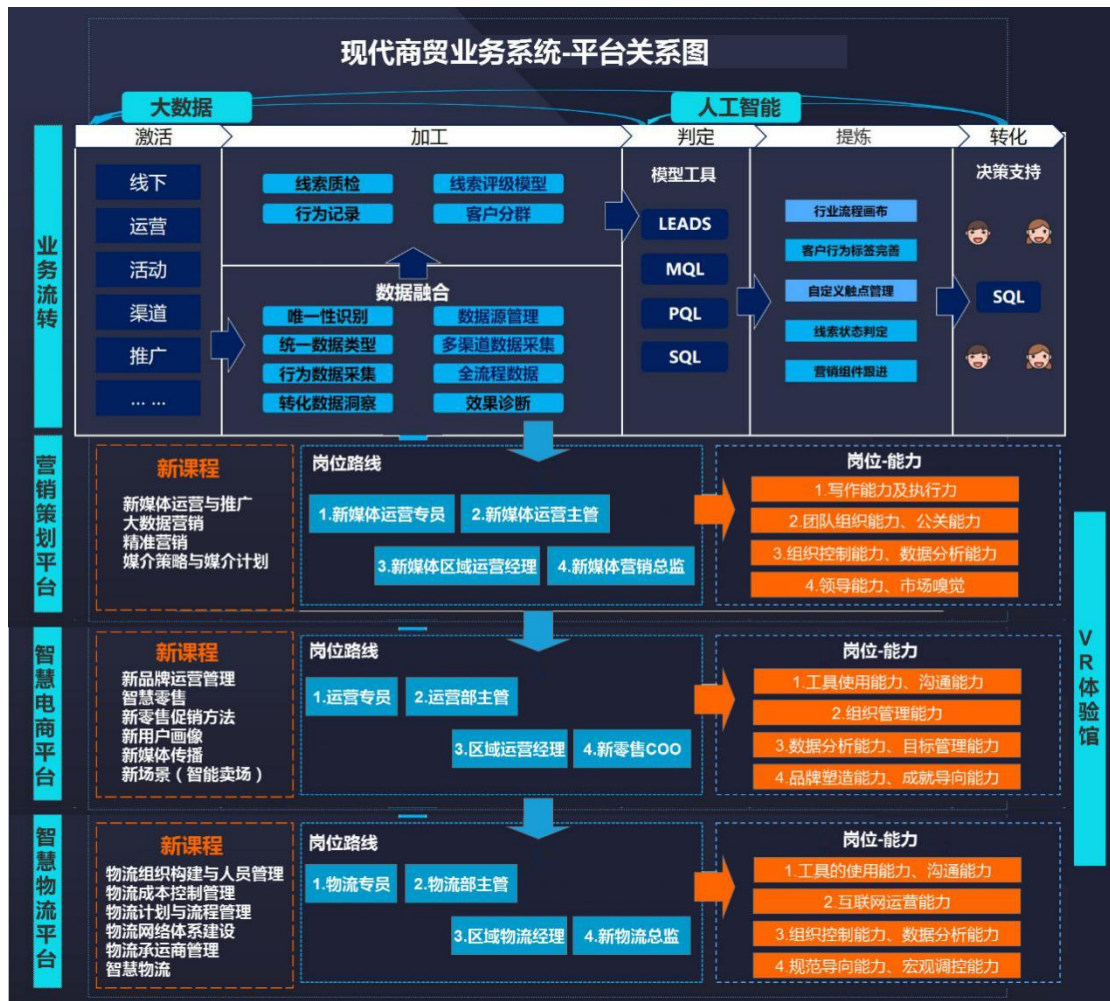 现代商贸业务系统-平台关系图
大数据
人工智能
激活
加工
判定
提炼
转化
业务流转
线下
运营
活动
渠道
推广
... ...
线索质检
线索评级模型
行为记录
客户分群
数据融合
唯一性识别
数据源管理
统一数据类型
多渠道数据采集
行为数据采集
全流程数据
转化数据洞察
效果诊断
模型工具
LEADS
MQL
PQL
SQL
行业流程画布
客户行为标签完善
自定义触点管理
线索状态判定
营销组件跟进
决策支持
SQL
营销策划平台
新课程
新媒体运营与推广
大数据营销
精准营销
媒介策略与媒介计划
岗位路线
1.新媒体运营专员
2.新媒体运营主管
3.新媒体区域运营经理
4.新媒体营销总监
岗位-能力
1.写作能力及执行力
2.团队组织能力、公关能力
3.组织控制能力、数据分析能力
4.领导能力、市场嗅觉
智慧电商平台
新课程
新品牌运营管理
智慧零售
新零售促销方法
新用户画像
新媒体传播
新场景（智能卖场）
岗位路线
1.运营专员
2.运营部主管
3.区域运营经理
4.新零售COO
岗位-能力
1.工具使用能力、沟通能力
2.组织管理能力
3.数据分析能力、目标管理能力
4.品牌塑造能力、成就导向能力
智慧物流平台
新课程
物流组织构建与人员管理
物流成本控制管理
物流计划与流程管理
物流网络体系建设
物流承运商管理
智慧物流
岗位路线
1.物流专员
2.物流部主管
3.区域物流经理
4.新物流总监
岗位-能力
1.工具的使用能力、沟通能力
2.互联网运营能力
3.组织控制能力、数据分析能力
4.规范导向能力、宏观调控能力
VR体验馆